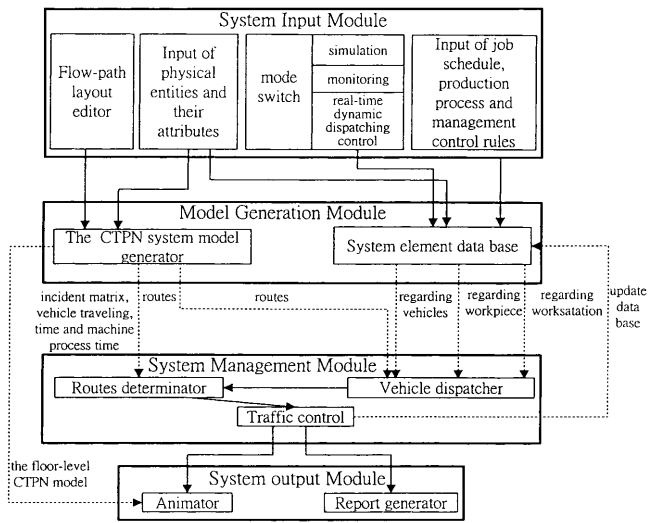 System Input Module
Flow-path
layout
editor
Input of
physical
entities and
their
attributes
mode
switch
simulation
monitoring
real-time
dynamic
dispatching
control
Input of job
schedule,
production
process and
management
control rules
Model Generation Module
The CTPN system model
generator
System element data base
incident matrix,
vehicle traveling,
time and machine
process time
routes
routes
regarding
vehicles
regarding
workpiece
regarding
worksatation
update
data
base
System Management Module
Routes determinator
Vehicle dispatcher
Traffic control
the floor-level
CTPN model
System output Module
Animator
Report generator